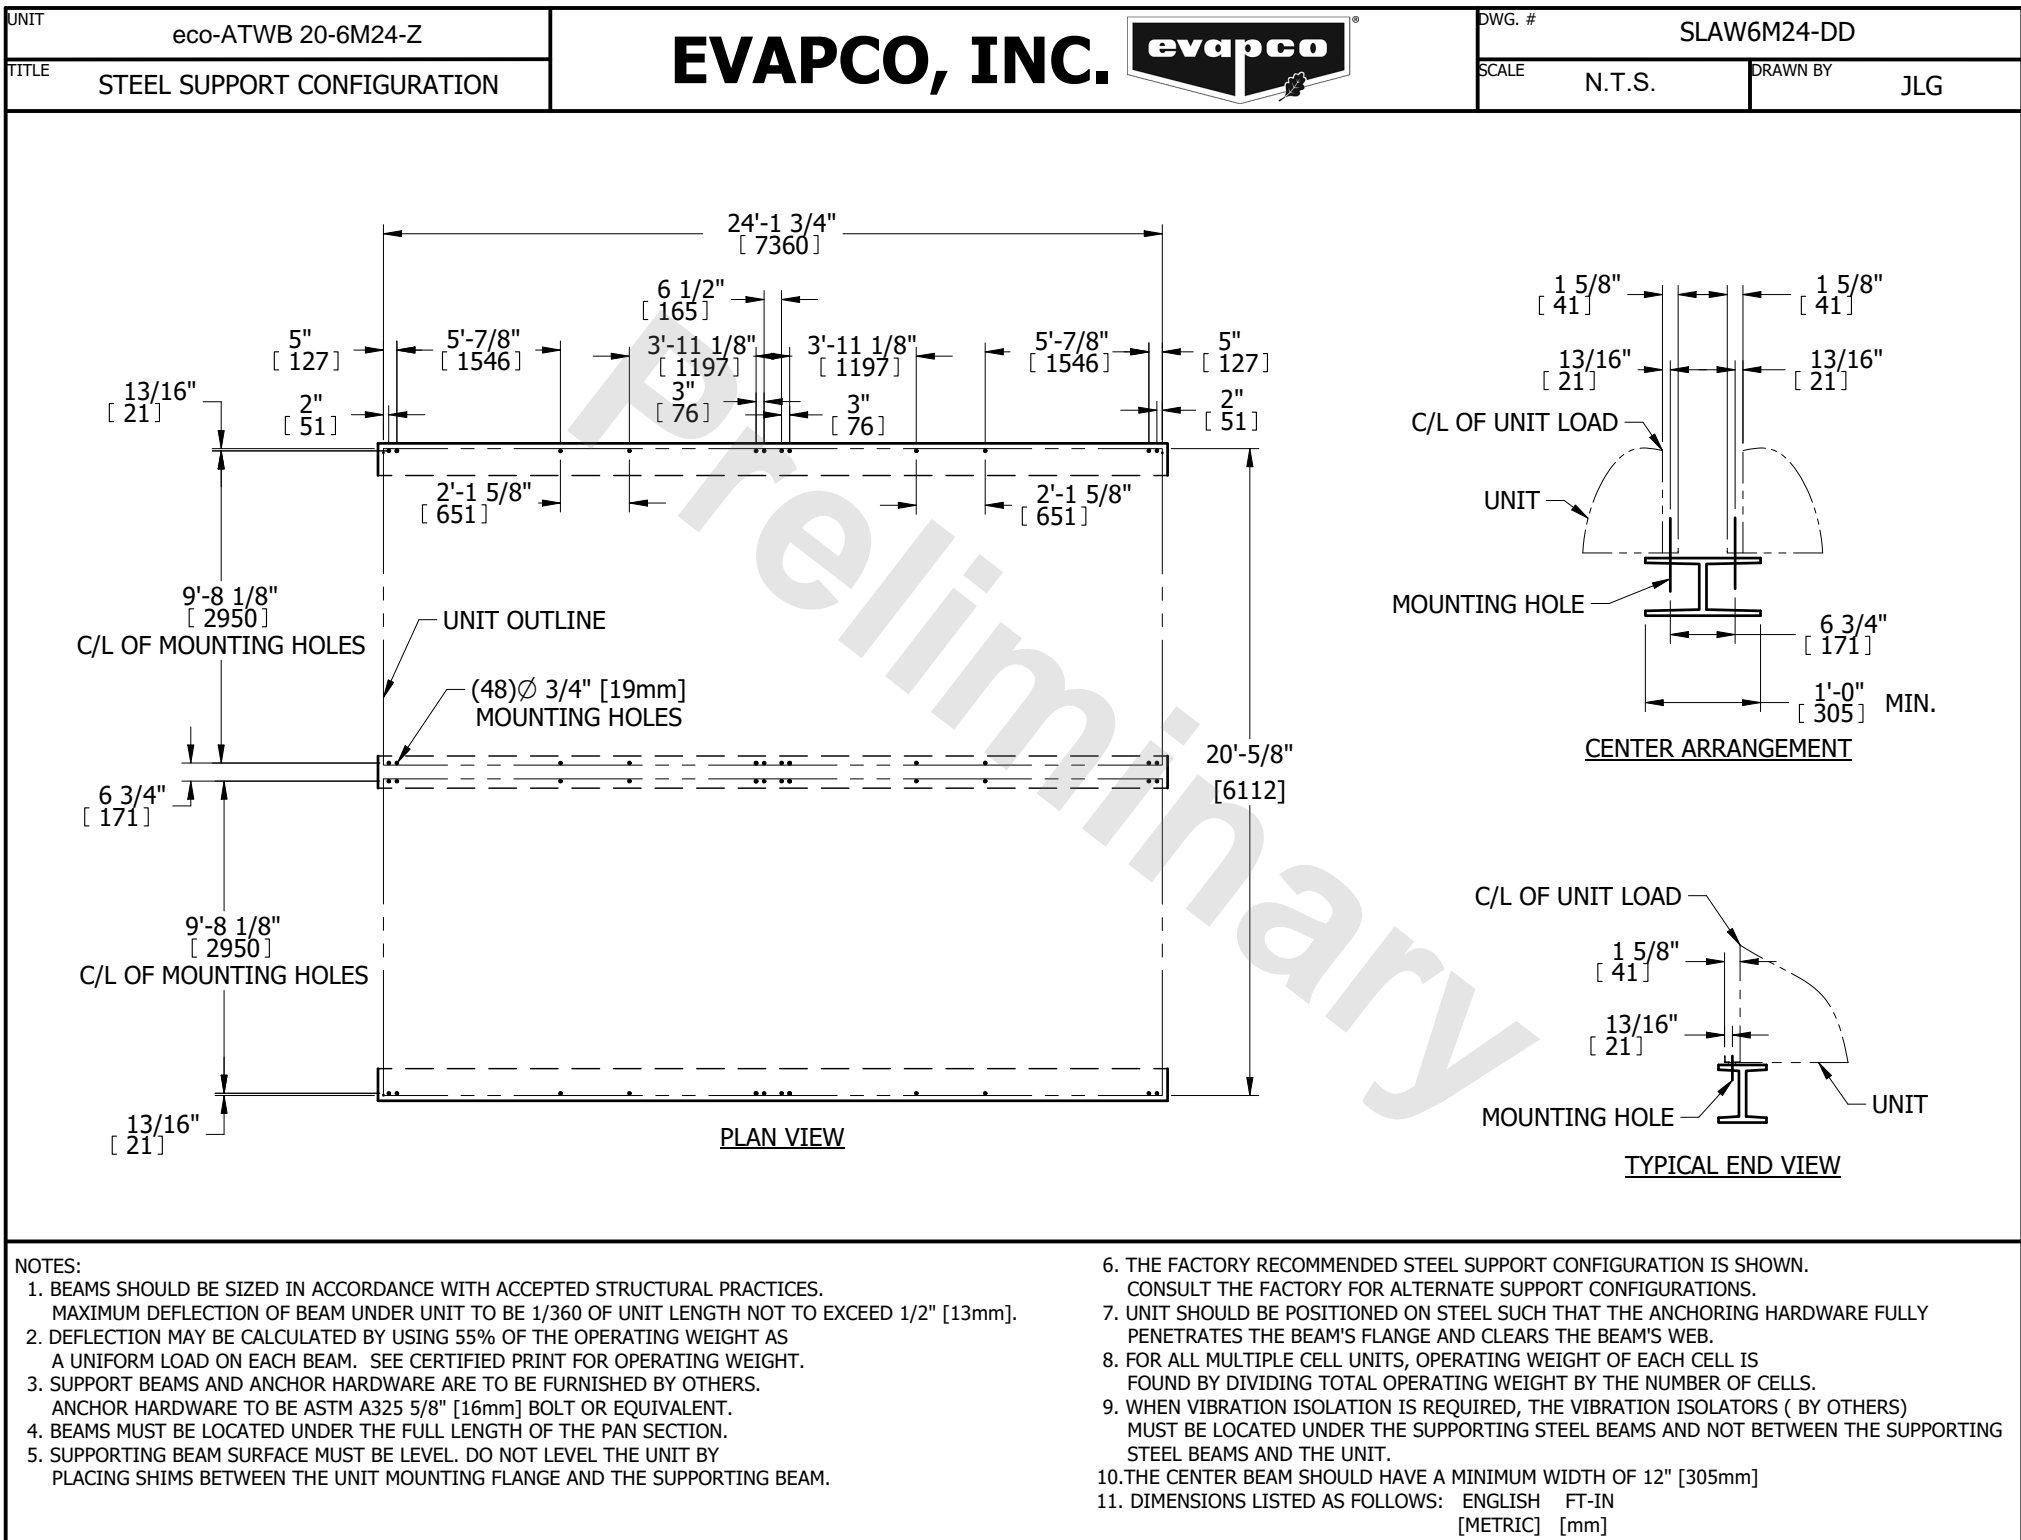 UNIT
eco-ATWB 20-6M24-Z
TITLE
STEEL SUPPORT CONFIGURATION
EVAPCO, INC.
evapco
®
DWG. #
SLAW6M24-DD
SCALE
N.T.S.
DRAWN BY
JLG
24'-1 3/4"
[ 7360 ]
6 1/2"
[ 165 ]
5"
[ 127 ]
5'-7/8"
[ 1546 ]
3'-11 1/8"
[ 1197 ]
3'-11 1/8"
[ 1197 ]
5'-7/8"
[ 1546 ]
5"
[ 127 ]
13/16"
[ 21 ]
2"
[ 51 ]
3"
[ 76 ]
3"
[ 76 ]
2"
[ 51 ]
2'-1 5/8"
[ 651 ]
2'-1 5/8"
[ 651 ]
9'-8 1/8"
[ 2950 ]
C/L OF MOUNTING HOLES
UNIT OUTLINE
(48)∅ 3/4" [19mm]
MOUNTING HOLES
6 3/4"
[ 171 ]
20'-5/8"
[6112]
9'-8 1/8"
[ 2950 ]
C/L OF MOUNTING HOLES
13/16"
[ 21 ]
PLAN VIEW
Preliminary
1 5/8"
[ 41 ]
1 5/8"
[ 41 ]
13/16"
[ 21 ]
13/16"
[ 21 ]
C/L OF UNIT LOAD
UNIT
MOUNTING HOLE
6 3/4"
[ 171 ]
1'-0"
[ 305 ]
MIN.
CENTER ARRANGEMENT
C/L OF UNIT LOAD
1 5/8"
[ 41 ]
13/16"
[ 21 ]
MOUNTING HOLE
UNIT
TYPICAL END VIEW
NOTES:
1. BEAMS SHOULD BE SIZED IN ACCORDANCE WITH ACCEPTED STRUCTURAL PRACTICES.
MAXIMUM DEFLECTION OF BEAM UNDER UNIT TO BE 1/360 OF UNIT LENGTH NOT TO EXCEED 1/2" [13mm].
2. DEFLECTION MAY BE CALCULATED BY USING 55% OF THE OPERATING WEIGHT AS
A UNIFORM LOAD ON EACH BEAM. SEE CERTIFIED PRINT FOR OPERATING WEIGHT.
3. SUPPORT BEAMS AND ANCHOR HARDWARE ARE TO BE FURNISHED BY OTHERS.
ANCHOR HARDWARE TO BE ASTM A325 5/8" [16mm] BOLT OR EQUIVALENT.
4. BEAMS MUST BE LOCATED UNDER THE FULL LENGTH OF THE PAN SECTION.
5. SUPPORTING BEAM SURFACE MUST BE LEVEL. DO NOT LEVEL THE UNIT BY
PLACING SHIMS BETWEEN THE UNIT MOUNTING FLANGE AND THE SUPPORTING BEAM.
6. THE FACTORY RECOMMENDED STEEL SUPPORT CONFIGURATION IS SHOWN.
CONSULT THE FACTORY FOR ALTERNATE SUPPORT CONFIGURATIONS.
7. UNIT SHOULD BE POSITIONED ON STEEL SUCH THAT THE ANCHORING HARDWARE FULLY
PENETRATES THE BEAM'S FLANGE AND CLEARS THE BEAM'S WEB.
8. FOR ALL MULTIPLE CELL UNITS, OPERATING WEIGHT OF EACH CELL IS
FOUND BY DIVIDING TOTAL OPERATING WEIGHT BY THE NUMBER OF CELLS.
9. WHEN VIBRATION ISOLATION IS REQUIRED, THE VIBRATION ISOLATORS ( BY OTHERS)
MUST BE LOCATED UNDER THE SUPPORTING STEEL BEAMS AND NOT BETWEEN THE SUPPORTING
STEEL BEAMS AND THE UNIT.
10.THE CENTER BEAM SHOULD HAVE A MINIMUM WIDTH OF 12" [305mm]
11. DIMENSIONS LISTED AS FOLLOWS: ENGLISH FT-IN
[METRIC] [mm]